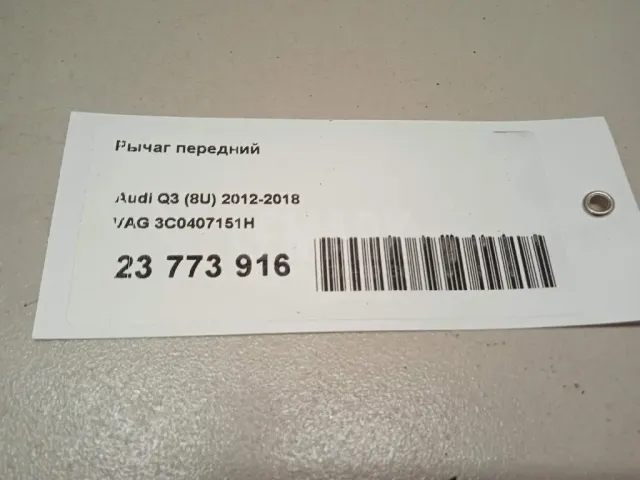 Рычаг передний
Audi Q3 (8U) 2012-2018
VAG 3C0407151H
23 773 916